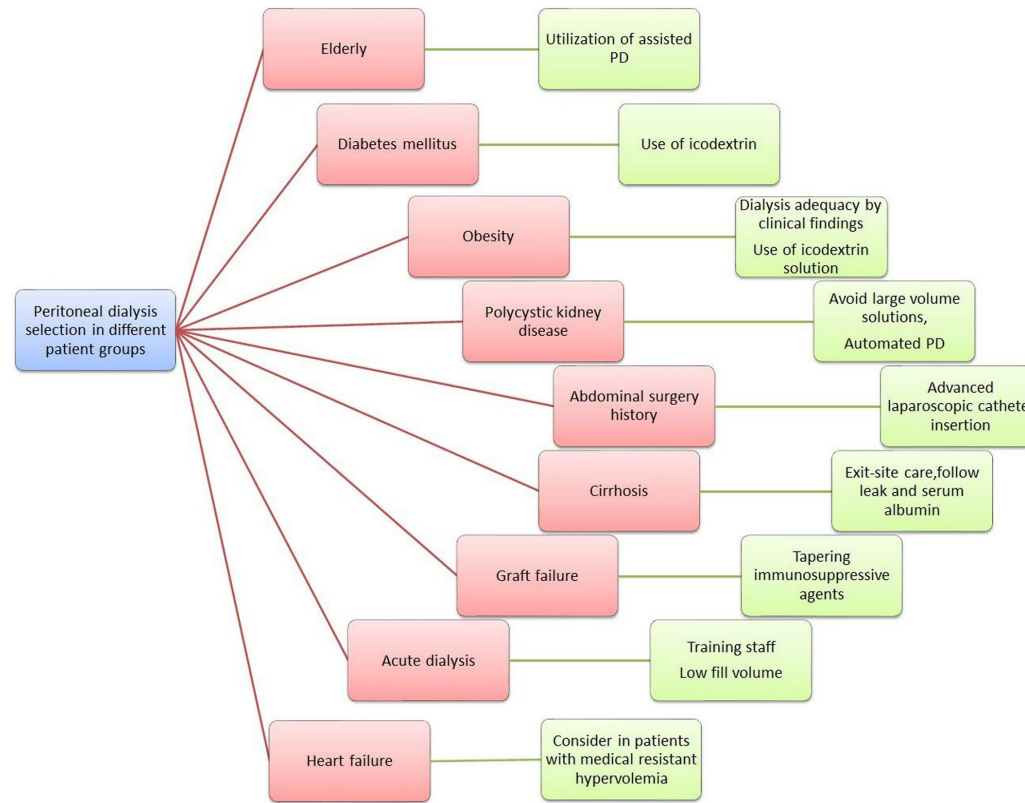 Elderly
Utilization of assisted
PD
Diabetes mellitus
Use of icodextrin
Obesity
Dialysis adequacy by
clinical findings
Use of icodextrin
solution
Peritoneal dialysis
selection in different
patient groups
Polycystic kidney
disease
Avoid large volume
solutions,
Automated PD
Abdominal surgery
history
Advanced
laparoscopic cathete
insertion
Cirrhosis
Exit-site care,follow
leak and serum
albumin
Graft failure
Tapering
immunosuppressive
agents
Acute dialysis
Training staff
Low fill volume
Heart failure
Consider in patients
with medical resistant
hypervolemia